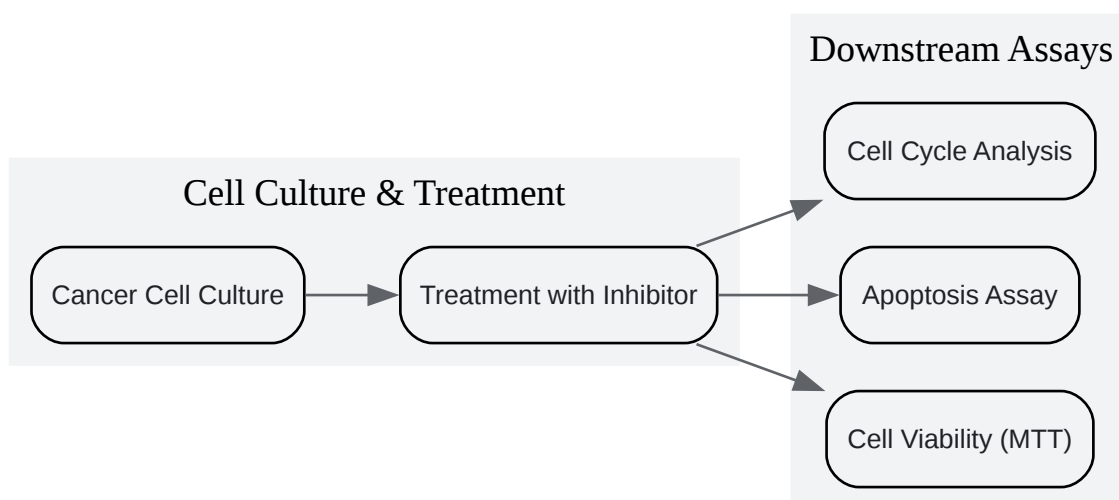 Cell Culture & Treatment
Cancer Cell Culture
Treatment with Inhibitor
Downstream Assays
Cell Cycle Analysis
Apoptosis Assay
Cell Viability (MTT)